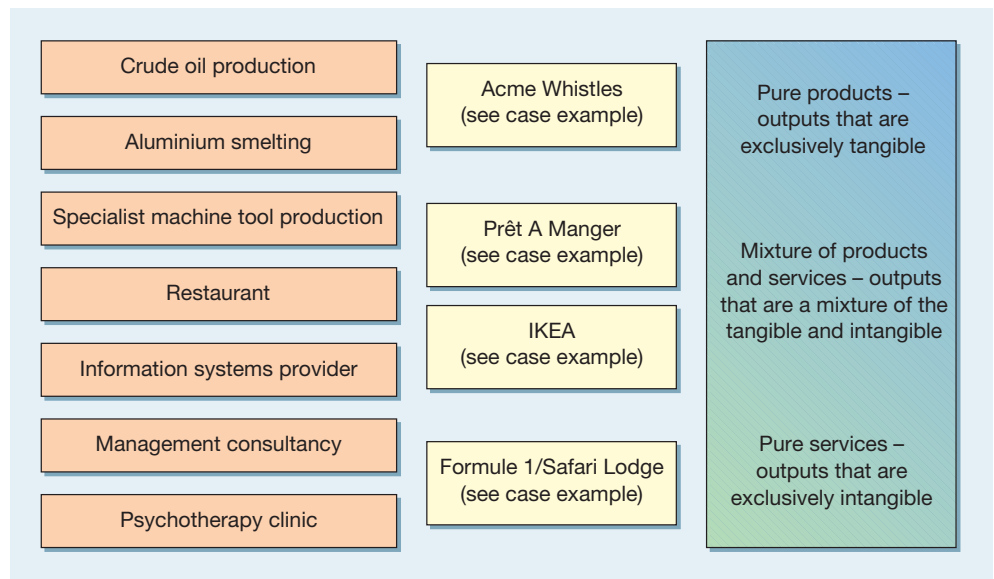 Crude oil production
Aluminium smelting
Specialist machine tool production
Restaurant
Information systems provider
Management consultancy
Psychotherapy clinic
Acme Whistles
(see case example)
Prêt A Manger
(see case example)
IKEA
(see case example)
Formule 1/Safari Lodge
(see case example)
Pure products –
outputs that are
exclusively tangible
Mixture of products
and services – outputs
that are a mixture of the
tangible and intangible
Pure services –
outputs that are
exclusively intangible